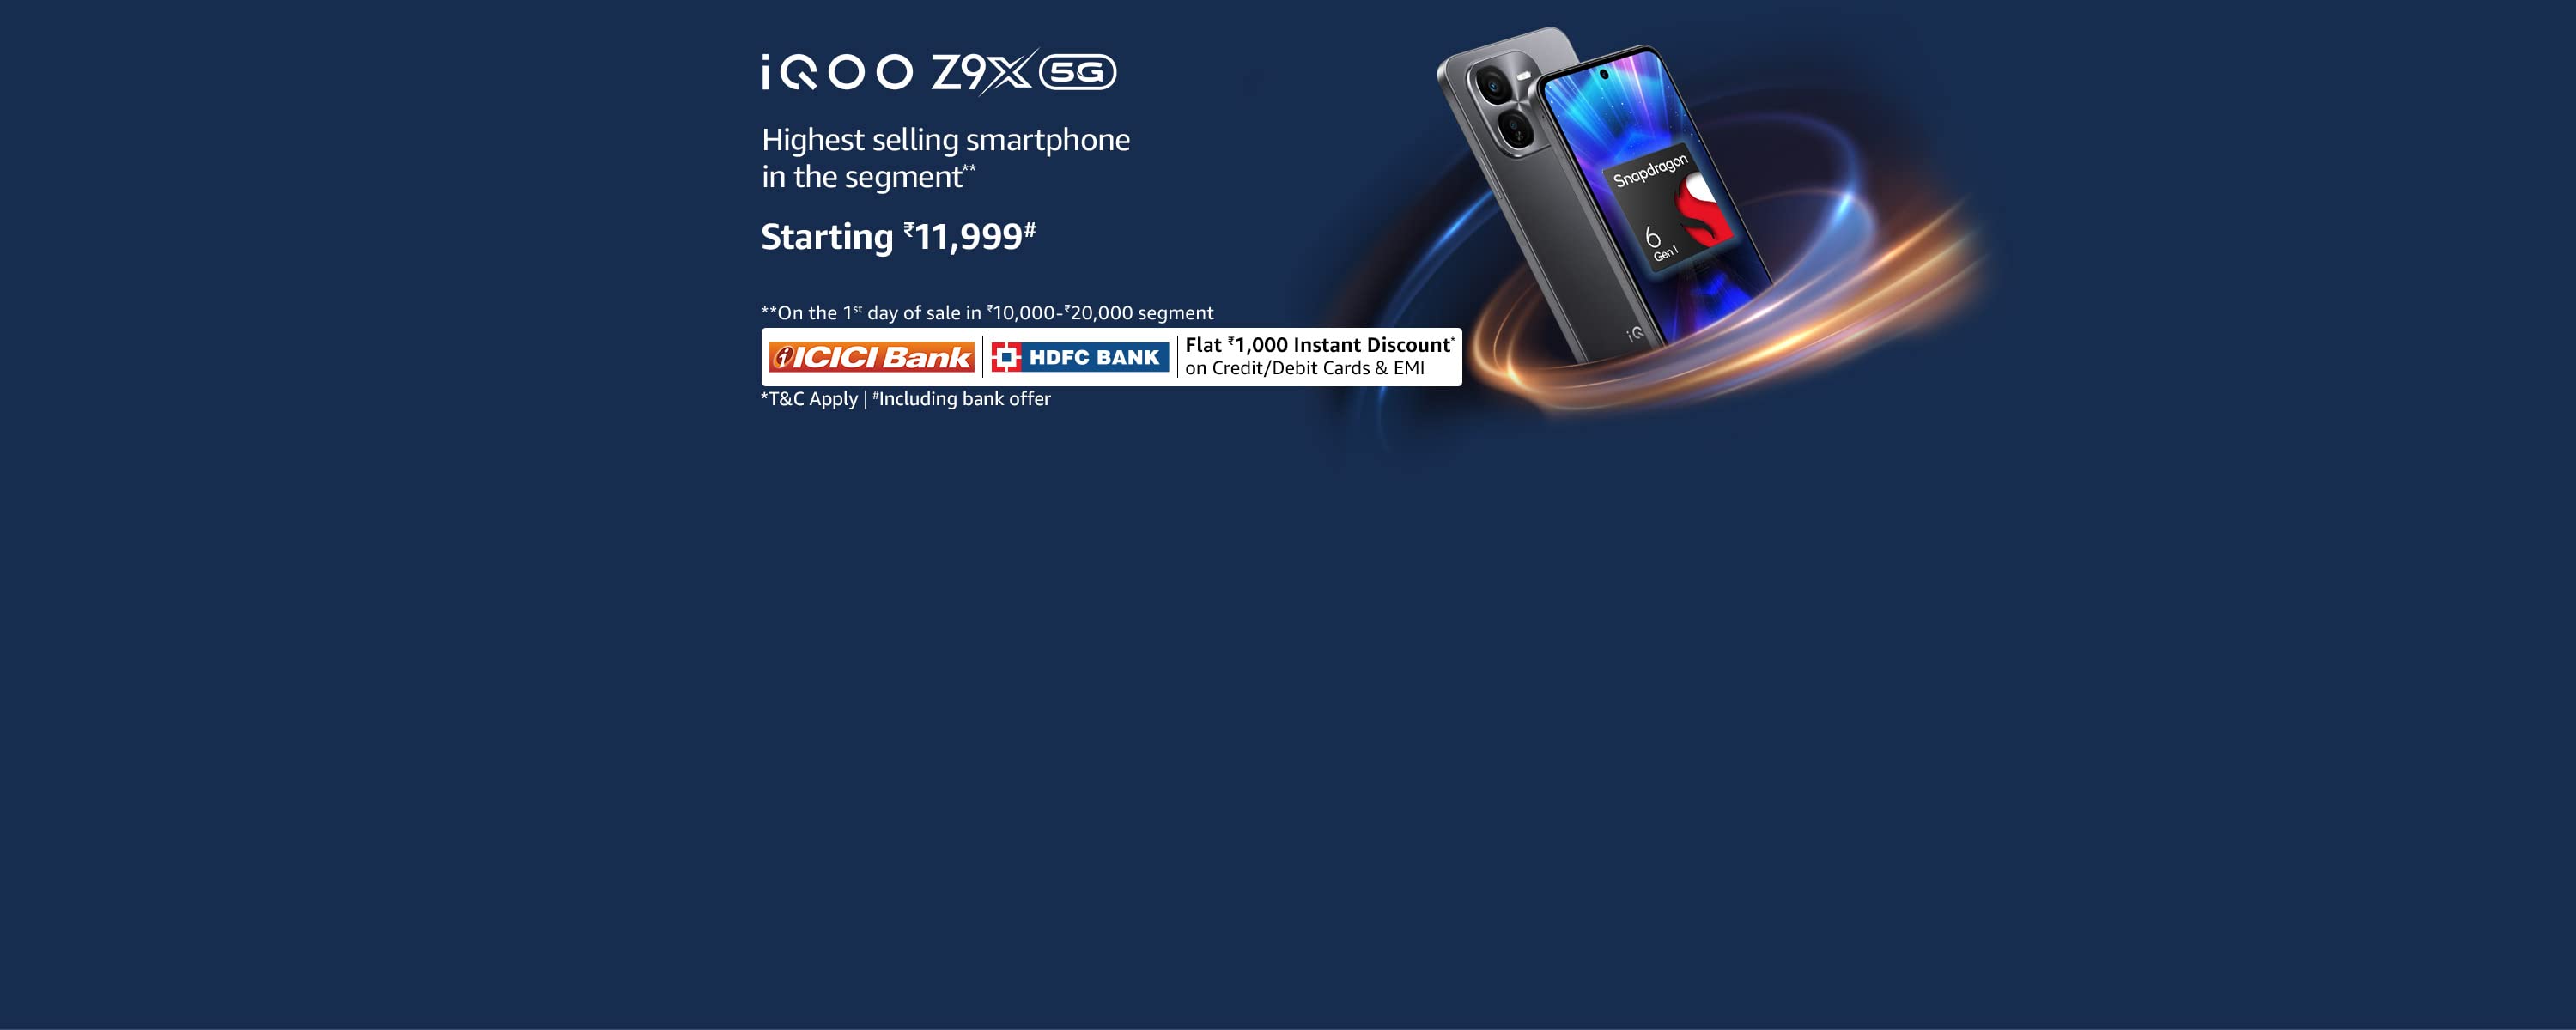 iQOO Z9X 5G
Highest selling smartphone
in the segment**
Starting ₹11,999#
**On the 1st day of sale in ₹10,000-₹20,000 segment
ICICI Bank HDFC BANK Flat ₹1,000 Instant Discount*
on Credit/Debit Cards & EMI
*T&C Apply | #Including bank offer
Snapdragon
6
Gen 1
iQ